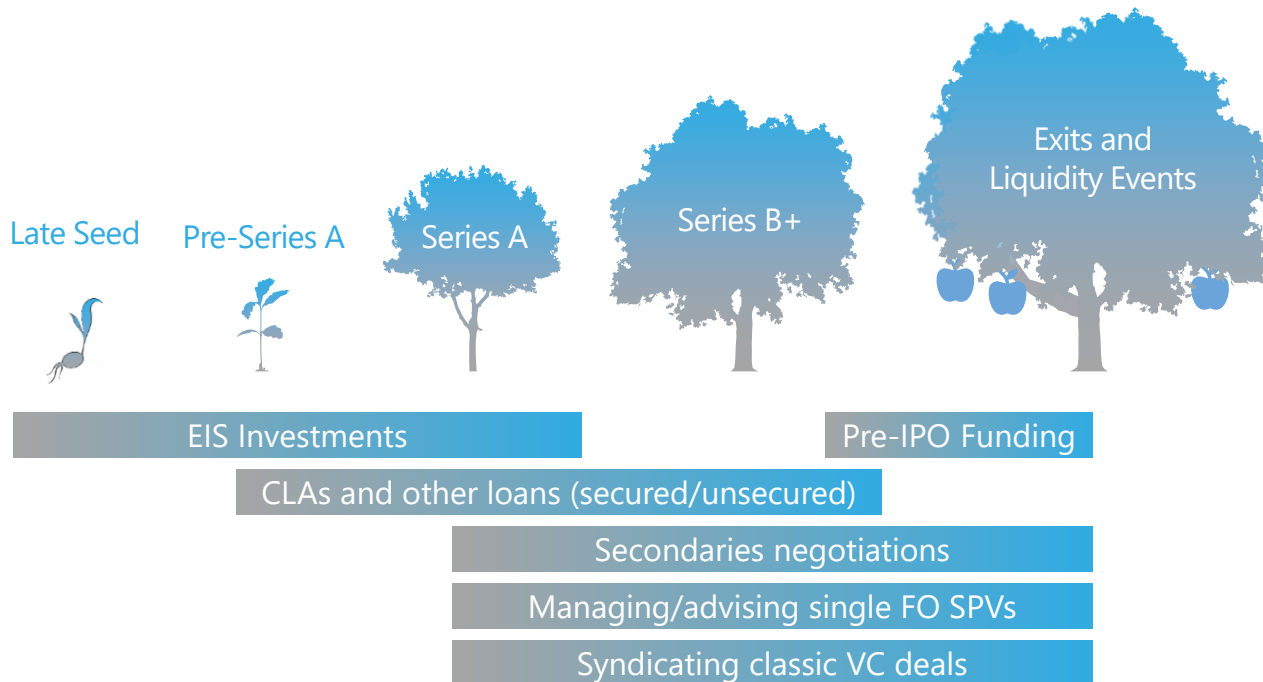 Late Seed
Pre-Series A
Series A
Series B+
Exits and
Liquidity Events
EIS Investments
Pre-IPO Funding
CLAs and other loans (secured/unsecured)
Secondaries negotiations
Managing/advising single FO SPVs
Syndicating classic VC deals